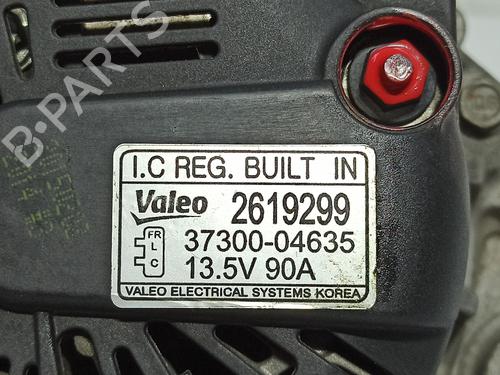 B-PARTS
I.C REG. BUILT IN
Valeo 2619299
FR
L
C
37300-04635
13.5V 90A
VALEO ELECTRICAL SYSTEMS KOREA